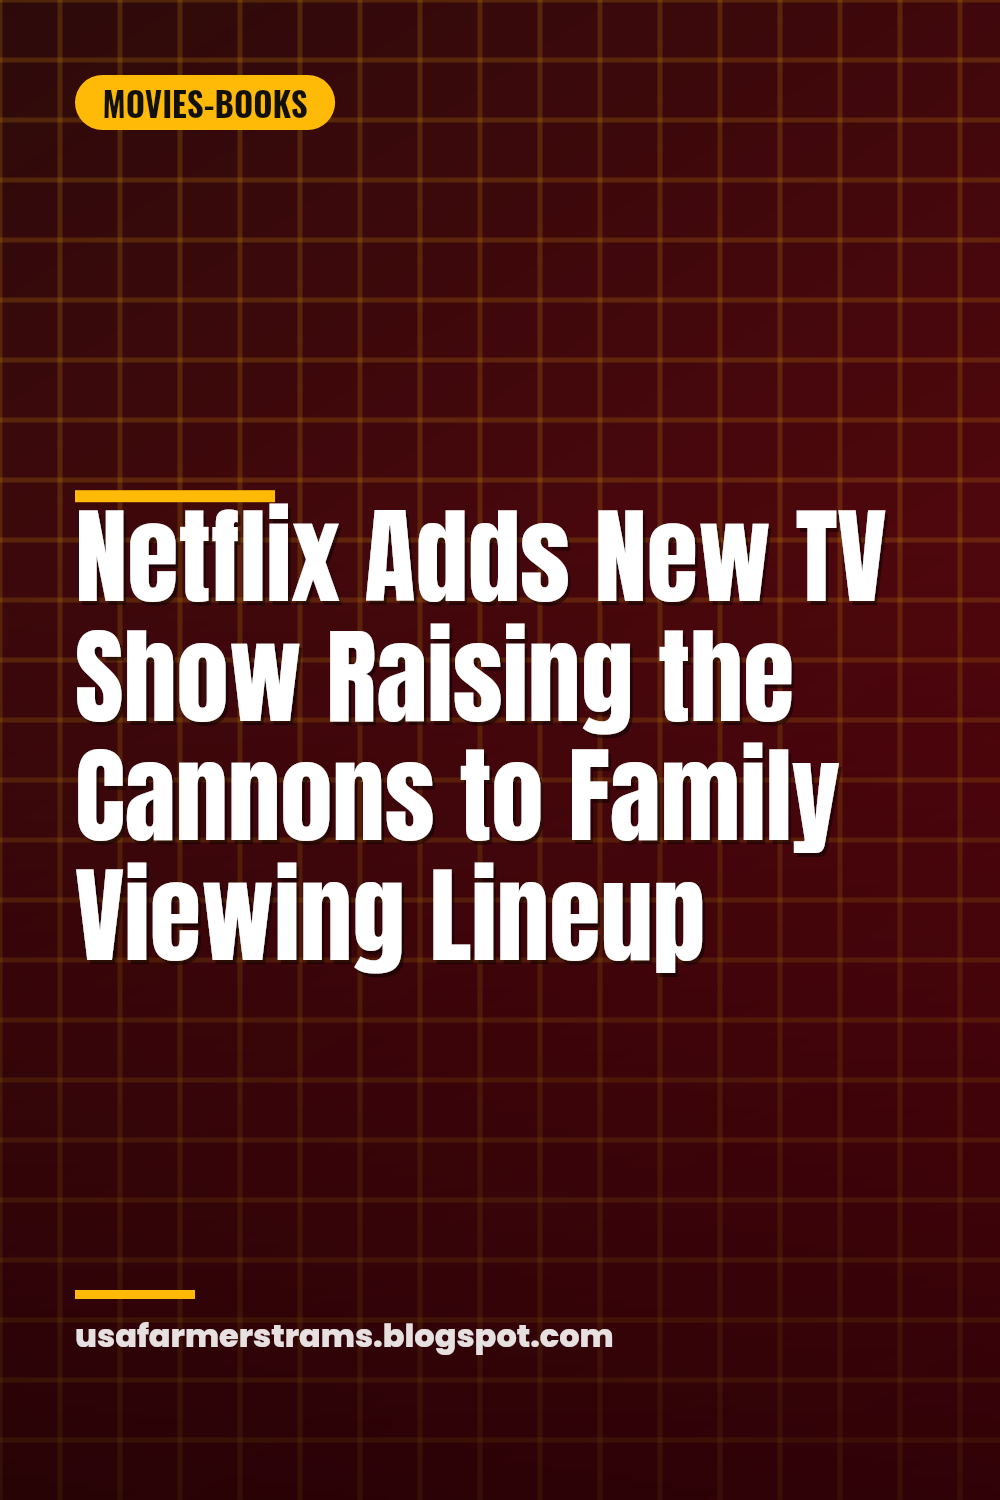 MOVIES-BOOKS
Netflix Adds New TV
Show Raising the
Cannons to Family
Viewing Lineup
usafarmerstrams.blogspot.com